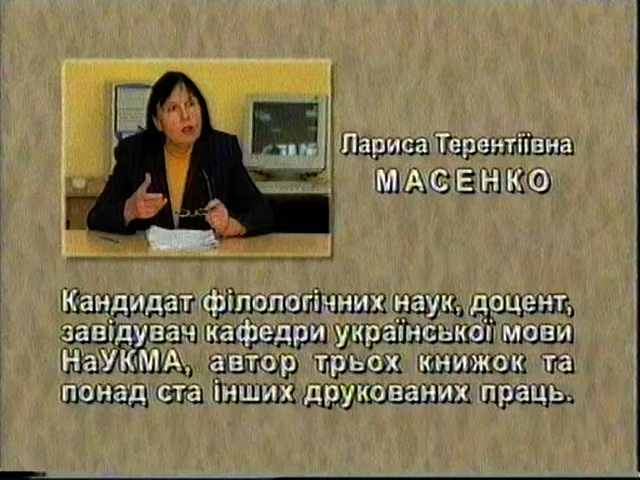 Лариса Терентіївна
МАСЕНКО
Кандидат філологічних наук, доцент,
завідувач кафедри української мови
НаУКМА, автор трьох книжок та
понад ста інших друкованих праць.